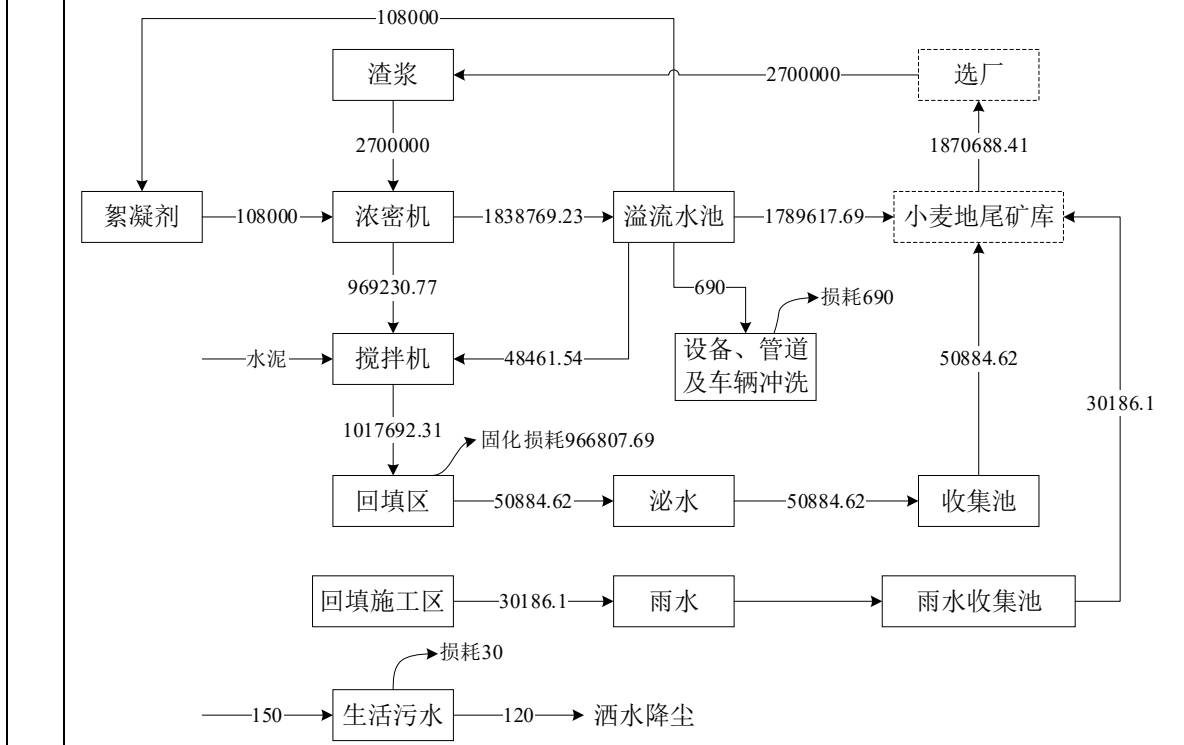 108000
渣浆
2700000
选厂
2700000
1870688.41
絮凝剂
108000
浓密机
1838769.23
溢流水池
1789617.69
小麦地尾矿库
969230.77
690
损耗690
水泥
搅拌机
48461.54
设备、管道
及车辆冲洗
50884.62
30186.1
1017692.31
固化损耗966807.69
回填区
50884.62
泌水
50884.62
收集池
回填施工区
30186.1
雨水
雨水收集池
损耗30
150
生活污水
120
洒水降尘